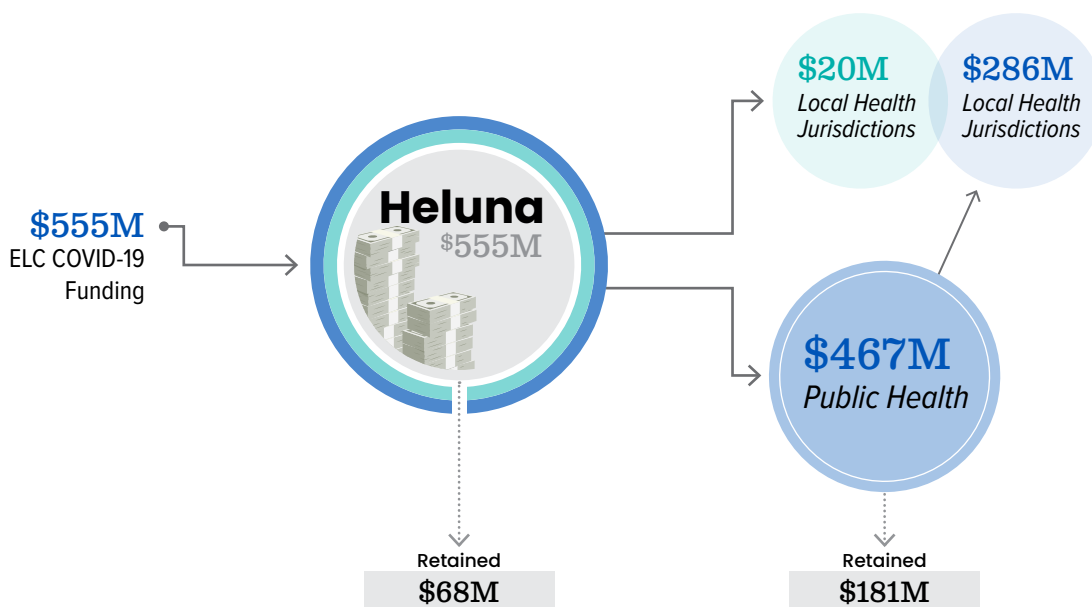 $555M
ELC COVID-19
Funding
Heluna
$555M
Retained
$68M
$20M
Local Health
Jurisdictions
$286M
Local Health
Jurisdictions
$467M
Public Health
Retained
$181M